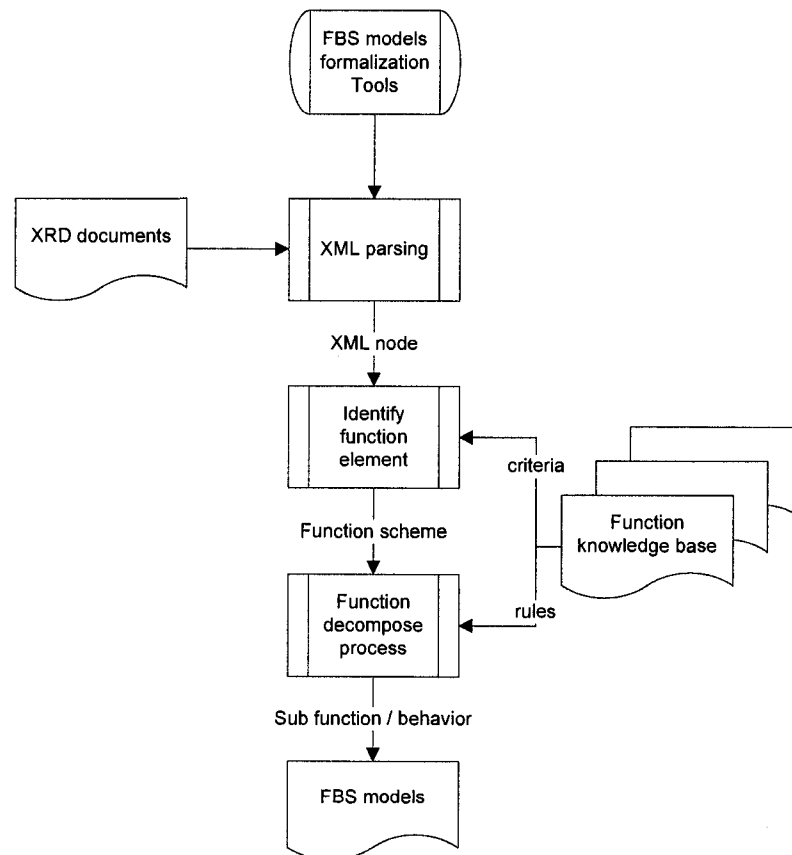 FBS models
formalization
Tools
XRD documents
XML parsing
XML node
Identify
function
element
criteria
Function scheme
Function
knowledge base
Function
decompose
process
rules
Sub function / behavior
FBS models